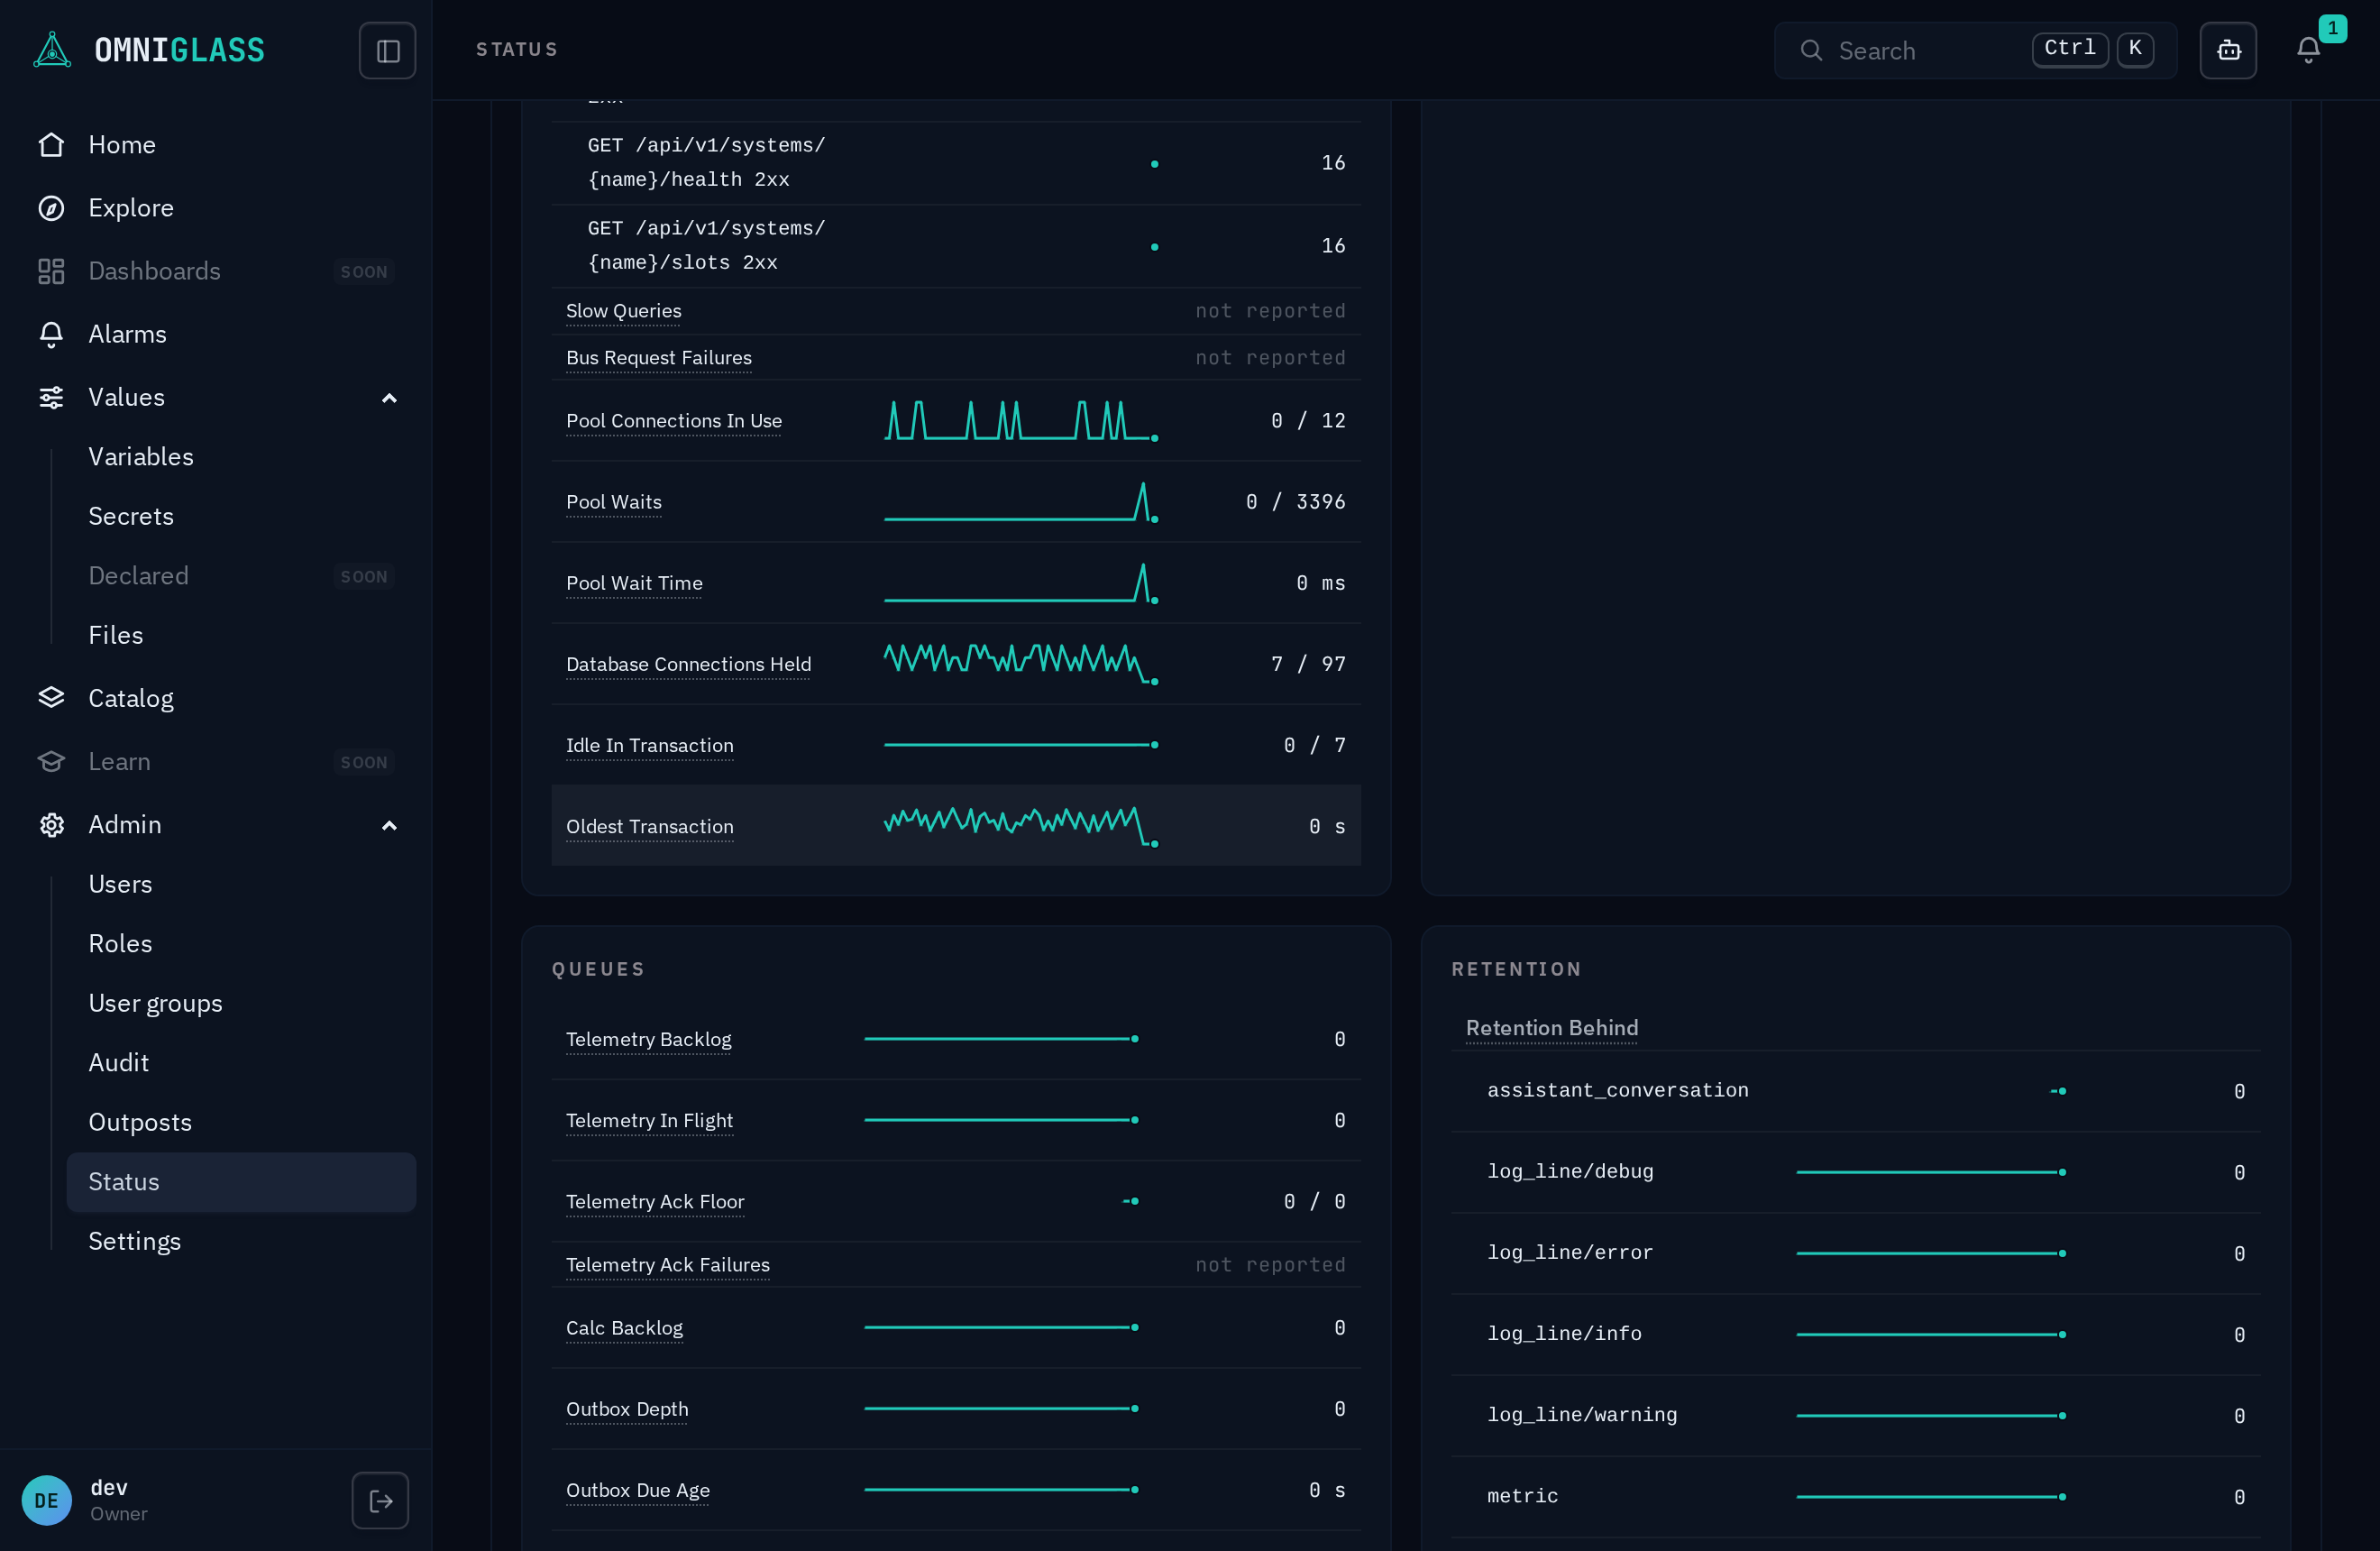 OMNIGLASS
STATUS
Search
Ctrl
K
1
Home
Explore
Dashboards SOON
Alarms
Values
Variables
Secrets
Declared SOON
Files
Catalog
Learn SOON
Admin
Users
Roles
User groups
Audit
Outposts
Status
Settings
DE
dev
Owner
GET /api/v1/systems/
{name}/health 2xx
16
GET /api/v1/systems/
{name}/slots 2xx
16
Slow Queries not reported
Bus Request Failures not reported
Pool Connections In Use 0 / 12
Pool Waits 0 / 3396
Pool Wait Time 0 ms
Database Connections Held 7 / 97
Idle In Transaction 0 / 7
Oldest Transaction 0 s
QUEUES
Telemetry Backlog 0
Telemetry In Flight 0
Telemetry Ack Floor 0 / 0
Telemetry Ack Failures not reported
Calc Backlog 0
Outbox Depth 0
Outbox Due Age 0 s
RETENTION
Retention Behind
assistant_conversation 0
log_line/debug 0
log_line/error 0
log_line/info 0
log_line/warning 0
metric 0